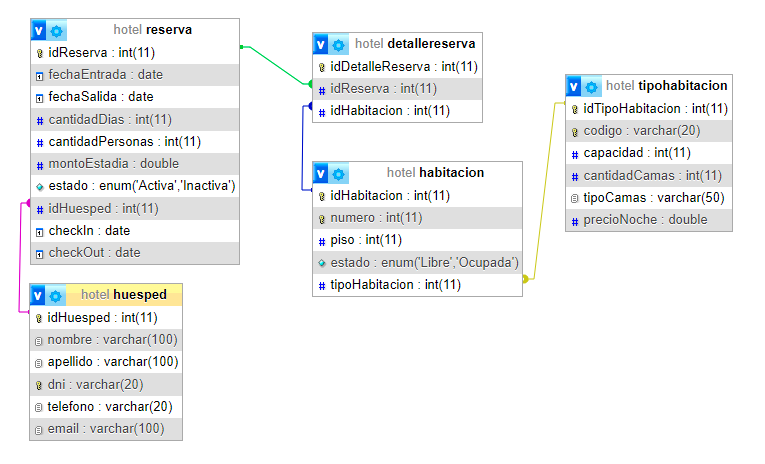 hotel reserva
idReserva : int(11)
fechaEntrada : date
fechaSalida : date
cantidadDias : int(11)
cantidadPersonas : int(11)
montoEstadia : double
estado : enum('Activa','Inactiva')
idHuesped : int(11)
checkIn : date
checkOut : date
hotel huesped
idHuesped : int(11)
nombre : varchar(100)
apellido : varchar(100)
dni : varchar(20)
telefono : varchar(20)
email : varchar(100)
hotel detallereserva
idDetalleReserva : int(11)
idReserva : int(11)
idHabitacion : int(11)
hotel habitacion
idHabitacion : int(11)
numero : int(11)
piso : int(11)
estado : enum('Libre','Ocupada')
tipoHabitacion : int(11)
hotel tipohabitacion
idTipoHabitacion : int(11)
codigo : varchar(20)
capacidad : int(11)
cantidadCamas : int(11)
tipoCamas : varchar(50)
precioNoche : double